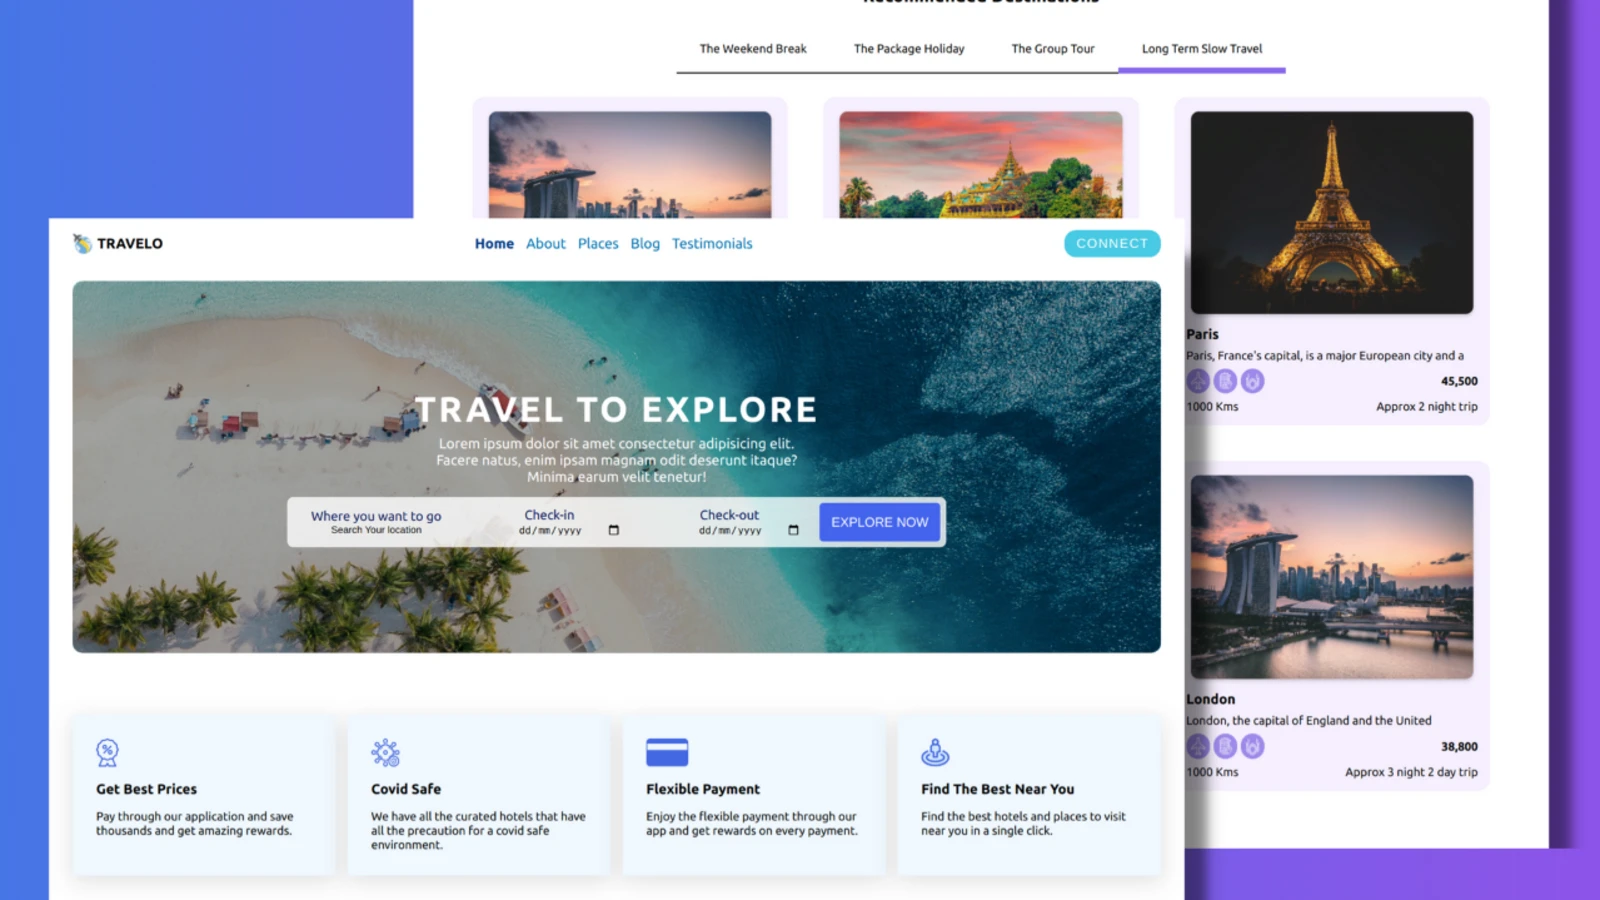 Recommended Destinations
The Weekend Break
The Package Holiday
The Group Tour
Long Term Slow Travel
TRAVELO
Home
About
Places
Blog
Testimonials
CONNECT
TRAVEL TO EXPLORE
Lorem ipsum dolor sit amet consectetur adipisicing elit.
Facere natus, enim ipsam magnam odit deserunt itaque?
Minima earum velit tenetur!
Where you want to go
Search Your location
Check-in
dd/mm/yyyy
Check-out
dd/mm/yyyy
EXPLORE NOW
Get Best Prices
Pay through our application and save
thousands and get amazing rewards.
Covid Safe
We have all the curated hotels that have
all the precaution for a covid safe
environment.
Flexible Payment
Enjoy the flexible payment through our
app and get rewards on every payment.
Find The Best Near You
Find the best hotels and places to visit
near you in a single click.
Paris
Paris, France's capital, is a major European city and a
45,500
1000 Kms
Approx 2 night trip
London
London, the capital of England and the United
38,800
1000 Kms
Approx 3 night 2 day trip